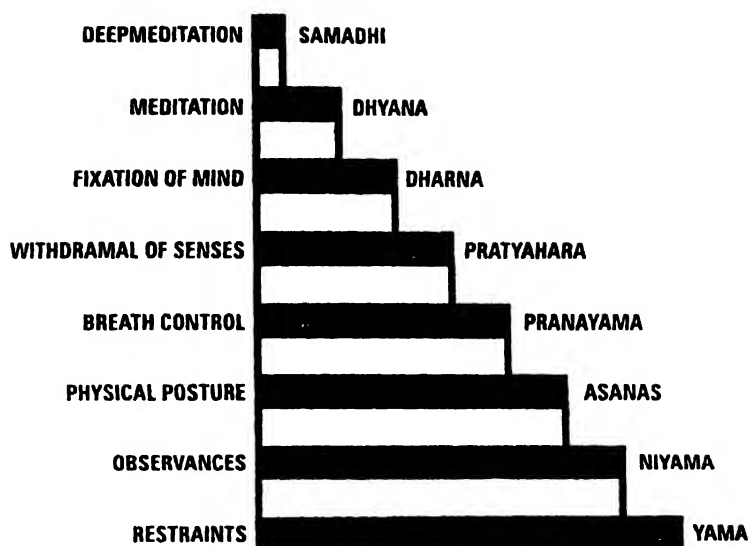 DEEPMEDITATION SAMADHI
MEDITATION DHYANA
FIXATION OF MIND DHARNA
WITHDRAMAL OF SENSES PRATYAHARA
BREATH CONTROL PRANAYAMA
PHYSICAL POSTURE ASANAS
OBSERVANCES NIYAMA
RESTRAINTS YAMA